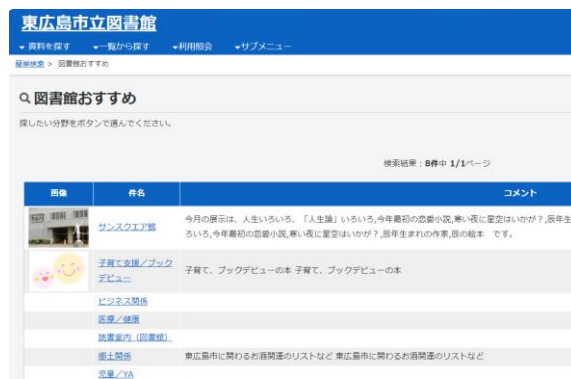 東広島市立図書館
資料を探す 一覧から探す 利用照会 サブメニュー
簡単検索 > 図書館おすすめ
図書館おすすめ
探したい分野をボタンで選んでください。
検索結果：8件中 1/1ページ
画像 件名 コメント
サンスクエア館 今月の展示は、人生いろいろ、「人生論」いろいろ,今年最初の恋愛小説,寒い夜に星空はいかが？,辰年生
ろいろ,今年最初の恋愛小説,寒い夜に星空はいかが？,辰年生まれの作家,辰の絵本 です。
子育て支援／ブック
デビュー 子育て、ブックデビューの本 子育て、ブックデビューの本
ビジネス関係
医療／健康
読書案内（図書館）
郷土関係 東広島市に関わるお酒関連のリストなど 東広島市に関わるお酒関連のリストなど
児童／YA